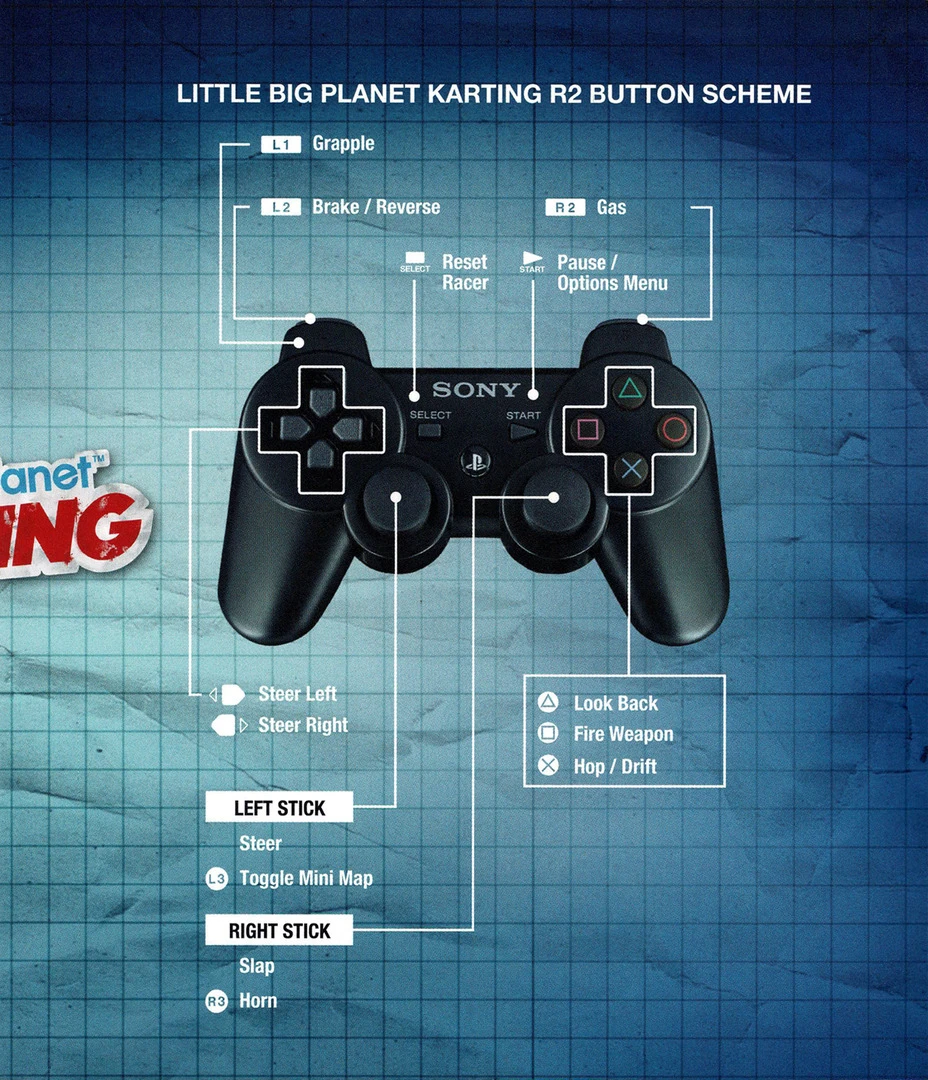 LITTLE BIG PLANET KARTING R2 BUTTON SCHEME
L1 Grapple
L2 Brake / Reverse
R2 Gas
SELECT Reset
Racer
START Pause /
Options Menu
SONY
SELECT
START
anet™
ING
Steer Left
Steer Right
Look Back
Fire Weapon
Hop / Drift
LEFT STICK
Steer
L3 Toggle Mini Map
RIGHT STICK
Slap
R3 Horn